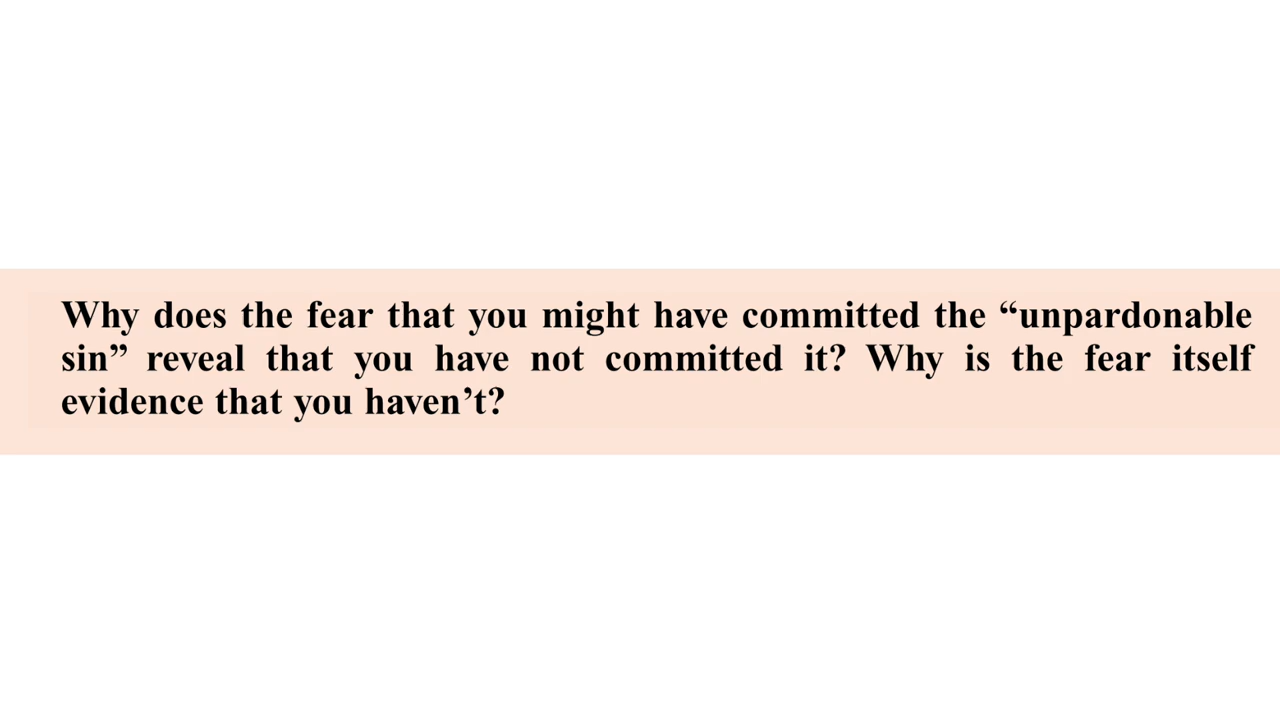 Why does the fear that you might have committed the “unpardonable
sin” reveal that you have not committed it? Why is the fear itself
evidence that you haven’t?